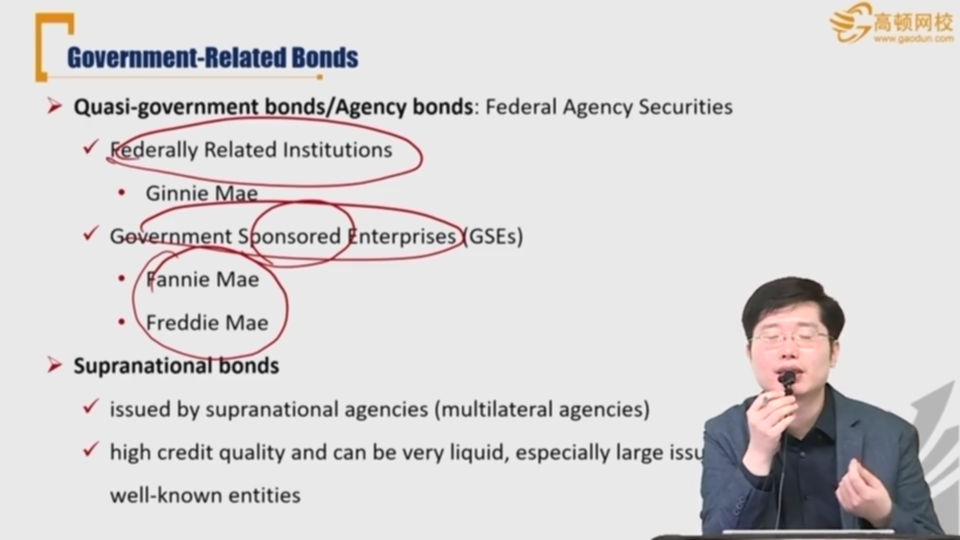 高顿网校
www.gaodun.com
Government-Related Bonds
Quasi-government bonds/Agency bonds: Federal Agency Securities
Federally Related Institutions
Ginnie Mae
Government Sponsored Enterprises (GSEs)
Fannie Mae
Freddie Mae
Supranational bonds
issued by supranational agencies (multilateral agencies)
high credit quality and can be very liquid, especially large
well-known entities